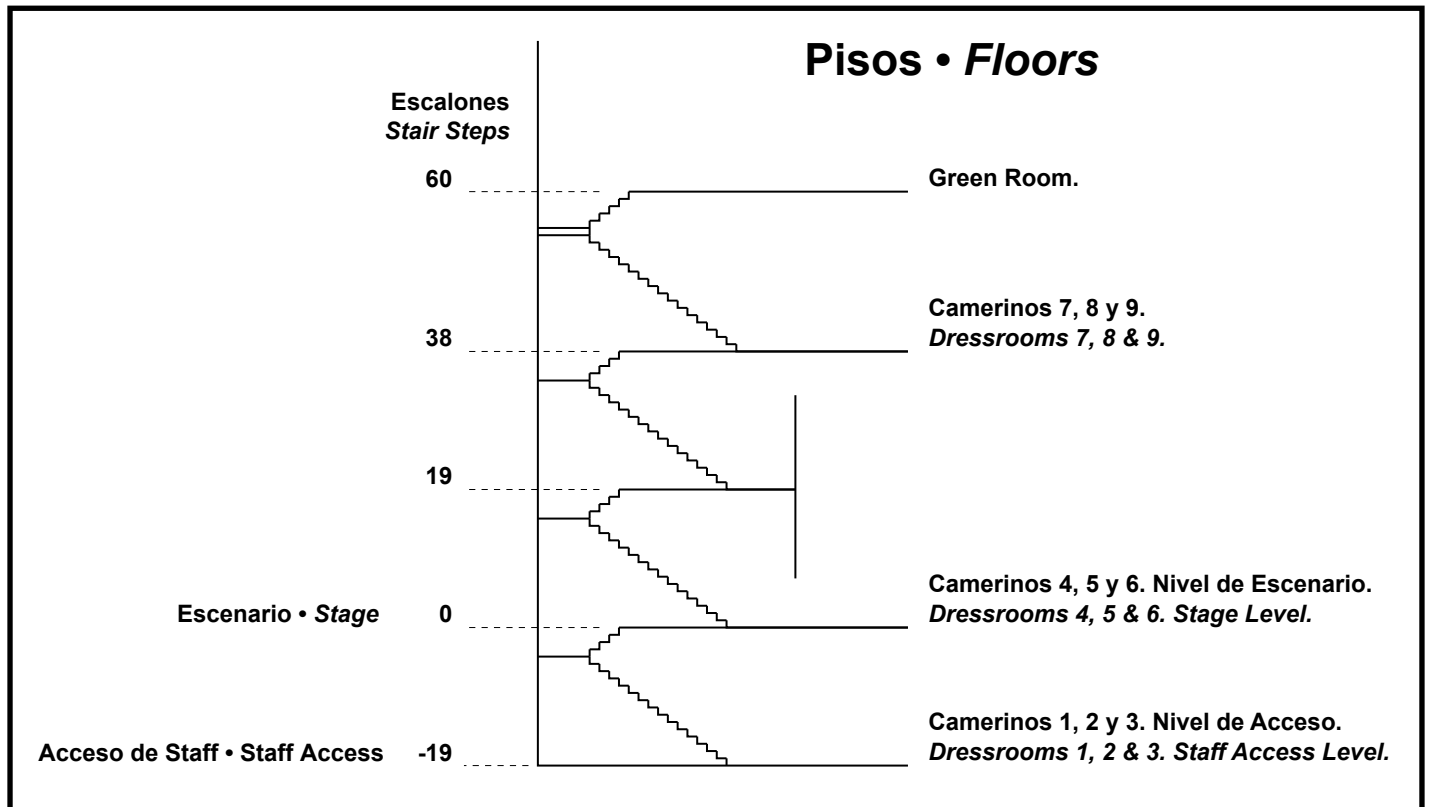 Pisos • Floors
Escalones
Stair Steps
60
Green Room.
Camerinos 7, 8 y 9.
38
Dressrooms 7, 8 & 9.
19
Camerinos 4, 5 y 6. Nivel de Escenario.
Escenario • Stage 0
Dressrooms 4, 5 & 6. Stage Level.
Camerinos 1, 2 y 3. Nivel de Acceso.
Acceso de Staff • Staff Access -19
Dressrooms 1, 2 & 3. Staff Access Level.